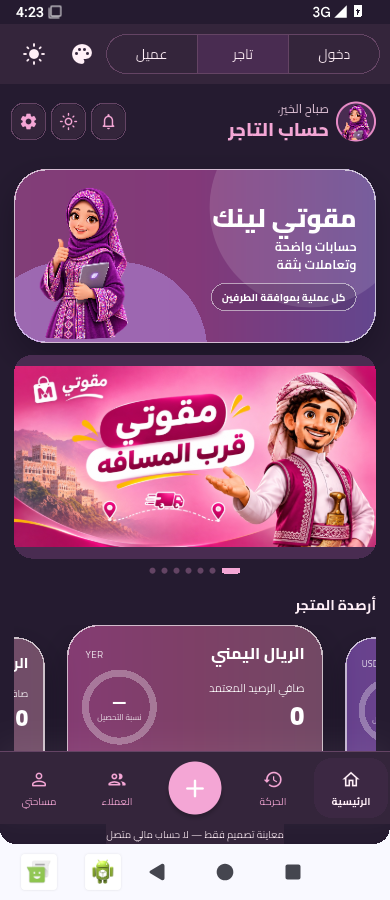 4:23
3G
دخول
تاجر
عميل
صباح الخير،
حساب التاجر
مقوتي لينك
حسابات واضحة
وتعاملات بثقة
كل عملية بموافقة الطرفين
مقوتي
مقوتي
قرب المسافه
أرصدة المتجر
الريال اليمني
YER
صافي الرصيد المعتمد
0
—
نسبة التحصيل
الر
صاف
0
USD
الرئيسية
الحركة
+
العملاء
مساحتي
معاينة تصميم فقط — لا حساب مالي متصل